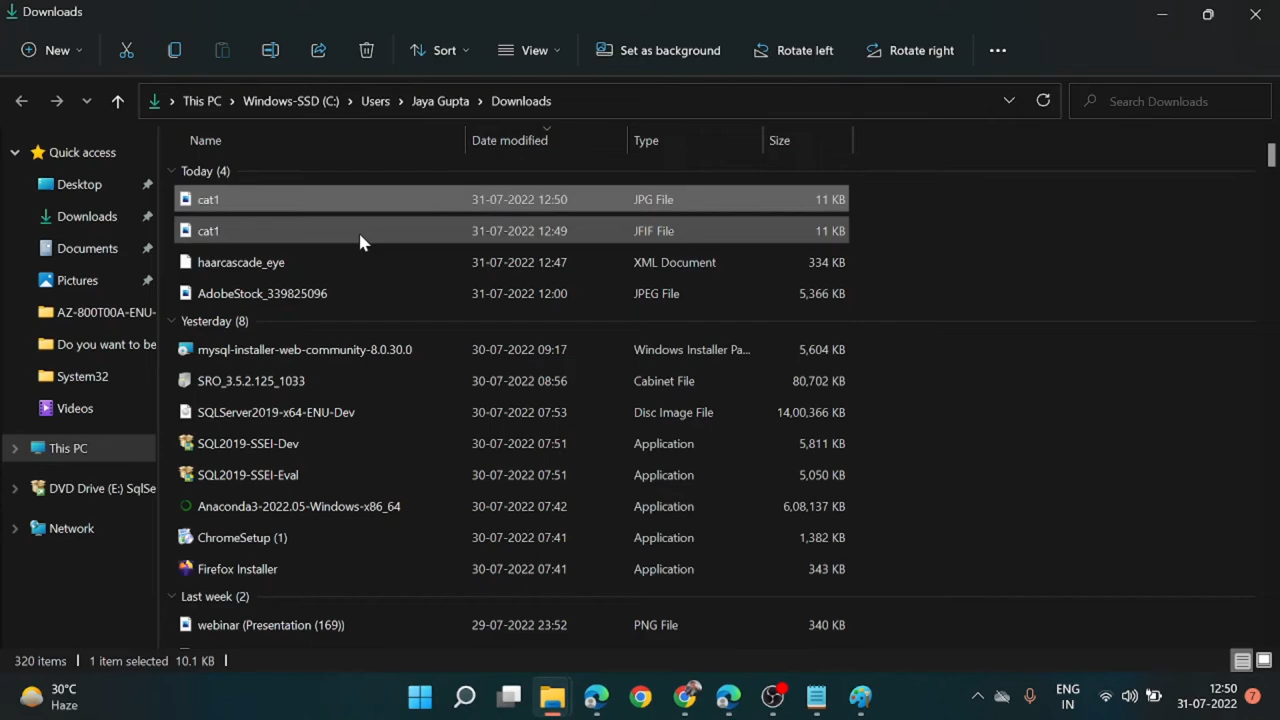 Downloads
New
Sort
View
Set as background
Rotate left
Rotate right
This PC > Windows-SSD (C:) > Users > Jaya Gupta > Downloads
Search Downloads
Name Date modified Type Size
Quick access
Desktop
Downloads
Documents
Pictures
AZ-800T00A-ENU-
Do you want to be
System32
Videos
This PC
DVD Drive (E:) SqlSe
Network
Today (4)
cat1 31-07-2022 12:50 JPG File 11 KB
cat1 31-07-2022 12:49 JFIF File 11 KB
haarcascade_eye 31-07-2022 12:47 XML Document 334 KB
AdobeStock_339825096 31-07-2022 12:00 JPEG File 5,366 KB
Yesterday (8)
mysql-installer-web-community-8.0.30.0 30-07-2022 09:17 Windows Installer Pa... 5,604 KB
SRO_3.5.2.125_1033 30-07-2022 08:56 Cabinet File 80,702 KB
SQLServer2019-x64-ENU-Dev 30-07-2022 07:53 Disc Image File 14,00,366 KB
SQL2019-SSEI-Dev 30-07-2022 07:51 Application 5,811 KB
SQL2019-SSEI-Eval 30-07-2022 07:51 Application 5,050 KB
Anaconda3-2022.05-Windows-x86_64 30-07-2022 07:42 Application 6,08,137 KB
ChromeSetup (1) 30-07-2022 07:41 Application 1,382 KB
Firefox Installer 30-07-2022 07:41 Application 343 KB
Last week (2)
webinar (Presentation (169)) 29-07-2022 23:52 PNG File 340 KB
320 items 1 item selected 10.1 KB
30°C
Haze
ENG
IN
12:50
31-07-2022
7